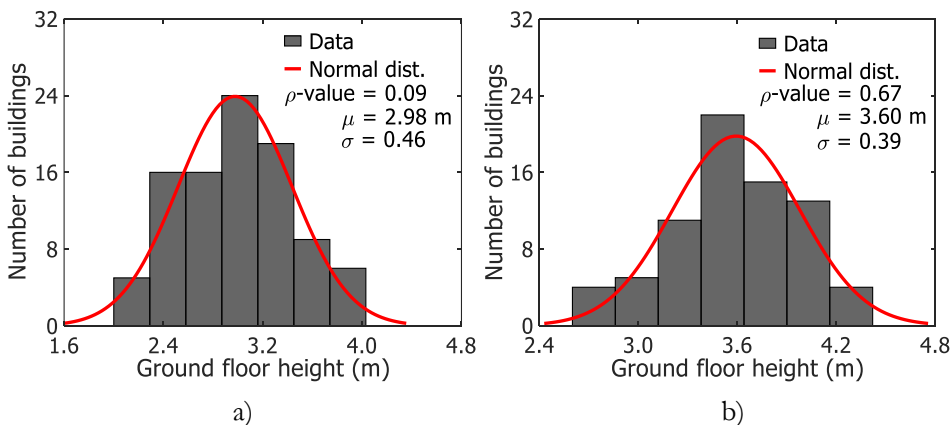 32
24
16
8
0
Number of buildings
Data
Normal dist.
ρ-value = 0.09
μ = 2.98 m
σ = 0.46
1.6 2.4 3.2 4.0 4.8
Ground floor height (m)
a)
32
24
16
8
0
Number of buildings
Data
Normal dist.
ρ-value = 0.67
μ = 3.60 m
σ = 0.39
2.4 3.0 3.6 4.2 4.8
Ground floor height (m)
b)